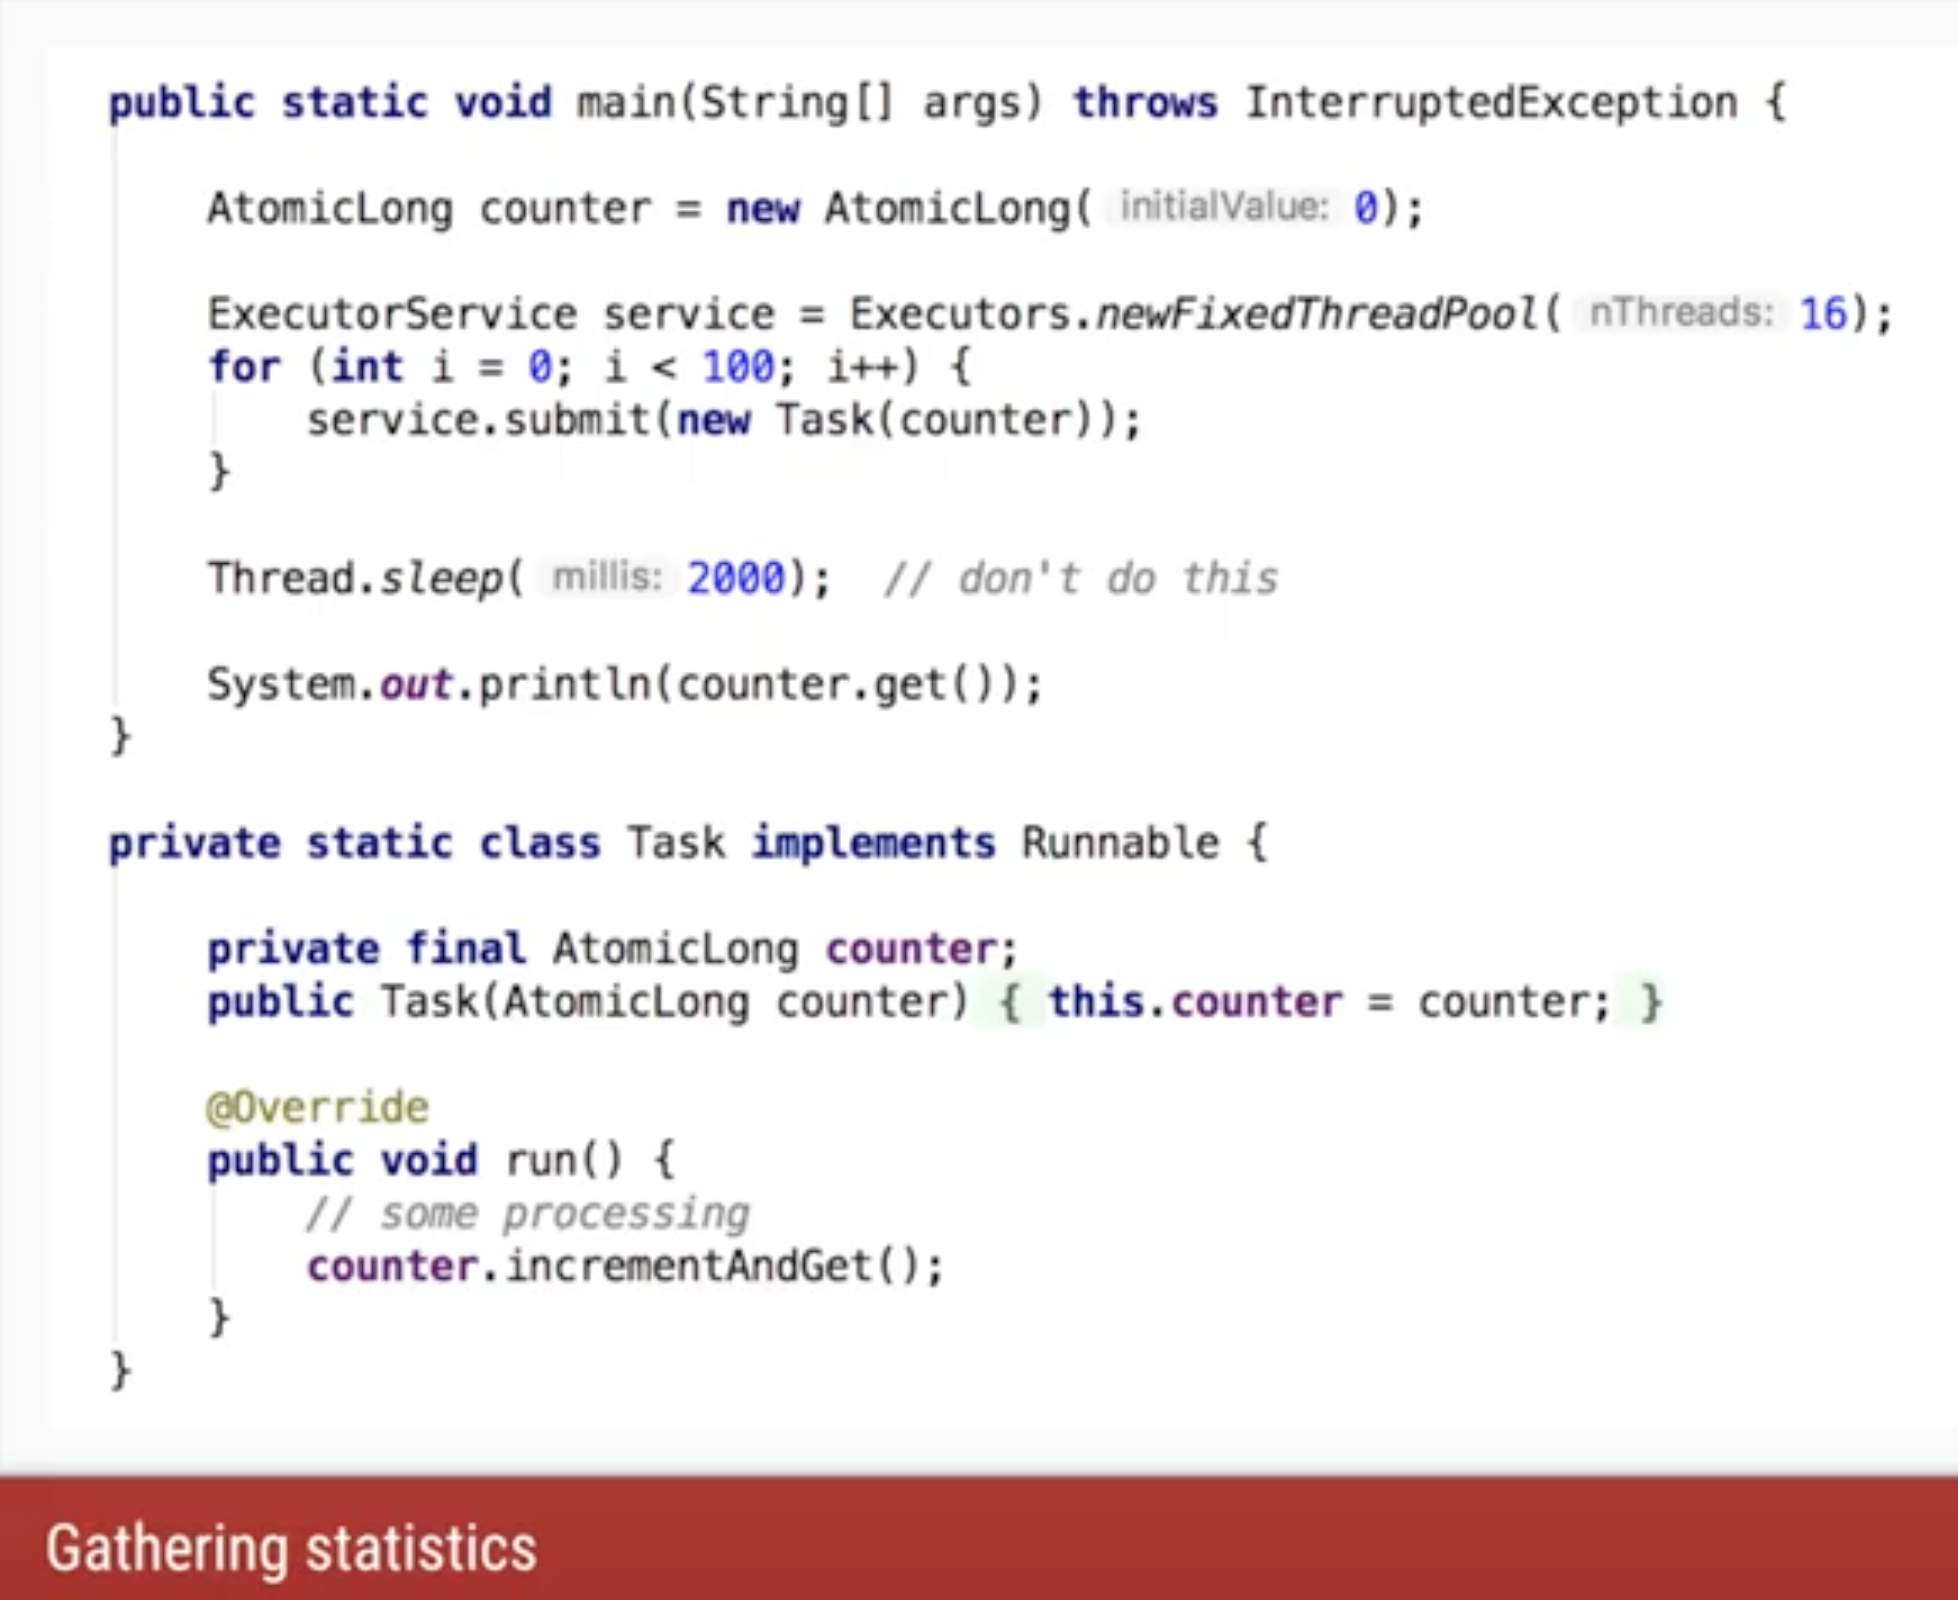 public static void main(String[] args) throws InterruptedException {
AtomicLong counter = new AtomicLong( initialValue: 0);
ExecutorService service = Executors.newFixedThreadPool( nThreads: 16);
for (int i = 0; i < 100; i++) {
service.submit(new Task(counter));
}
Thread.sleep( millis: 2000); // don't do this
System.out.println(counter.get());
}
private static class Task implements Runnable {
private final AtomicLong counter;
public Task(AtomicLong counter) { this.counter = counter; }
@Override
public void run() {
// some processing
counter.incrementAndGet();
}
}
Gathering statistics